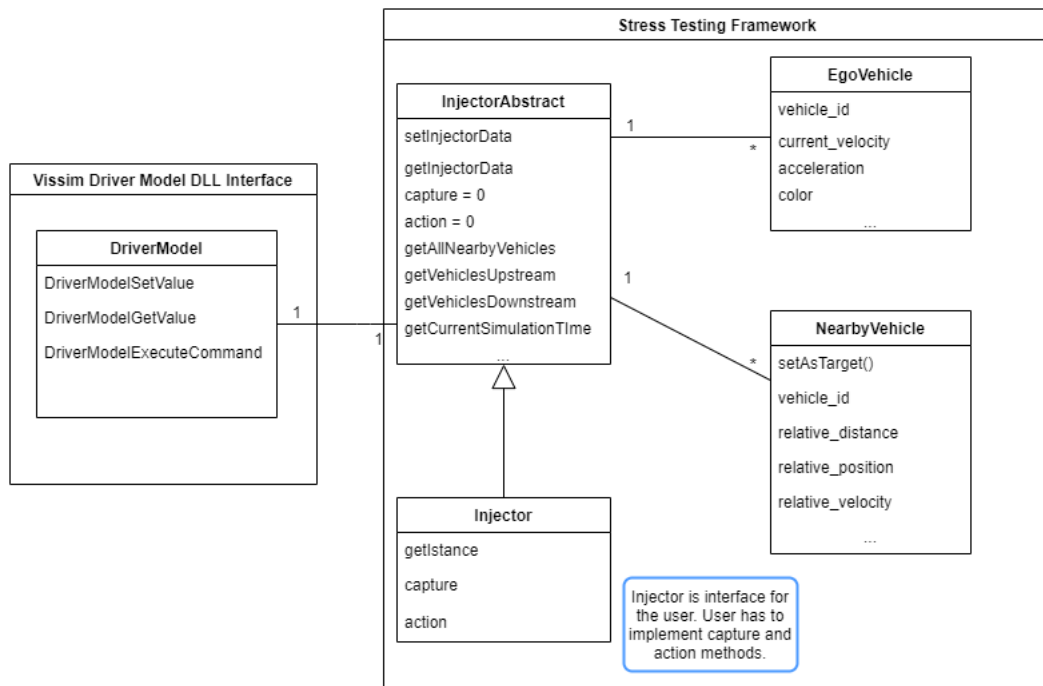 Stress Testing Framework
Vissim Driver Model DLL Interface
DriverModel
DriverModelSetValue
DriverModelGetValue
DriverModelExecuteCommand
1
1
InjectorAbstract
setInjectorData
getInjectorData
capture = 0
action = 0
getAllNearbyVehicles
getVehiclesUpstream
getVehiclesDownstream
getCurrentSimulationTIme
...
1
*
EgoVehicle
vehicle_id
current_velocity
acceleration
color
...
1
*
NearbyVehicle
setAsTarget()
vehicle_id
relative_distance
relative_position
relative_velocity
...
Injector
getIstance
capture
action
Injector is interface for
the user. User has to
implement capture and
action methods.